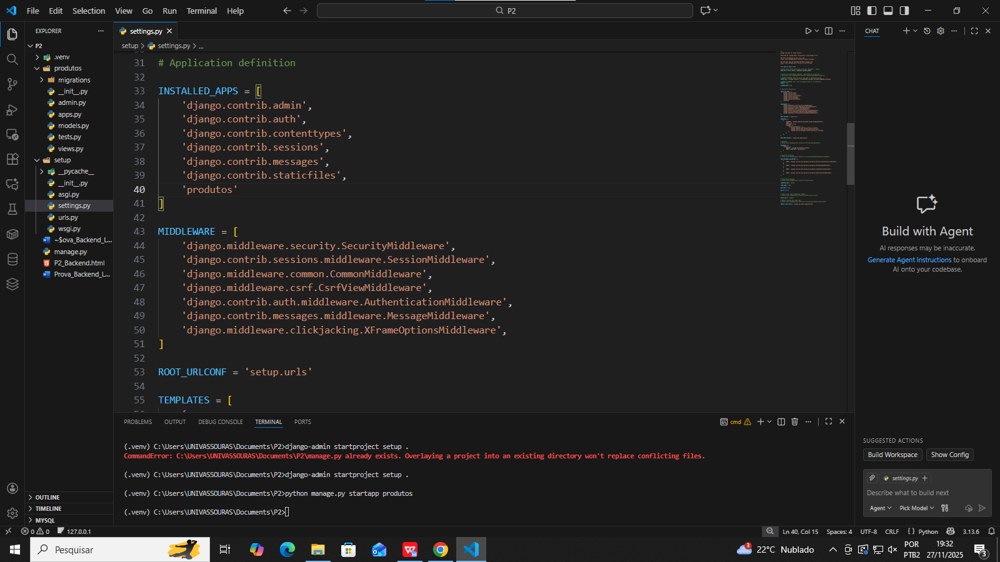 File Edit Selection View Go Run Terminal Help
P2
EXPLORER
P2
.venv
produtos
migrations
__init__.py
admin.py
apps.py
models.py
tests.py
views.py
setup
__pycache__
__init__.py
asgi.py
settings.py
urls.py
wsgi.py
~$ova_Backend_L...
manage.py
P2_Backend.html
Prova_Backend_L...
OUTLINE
TIMELINE
MYSQL
settings.py
setup > settings.py > ...
31 # Application definition
32
33 INSTALLED_APPS = [
34 'django.contrib.admin',
35 'django.contrib.auth',
36 'django.contrib.contenttypes',
37 'django.contrib.sessions',
38 'django.contrib.messages',
39 'django.contrib.staticfiles',
40 'produtos'
41 ]
42
43 MIDDLEWARE = [
44 'django.middleware.security.SecurityMiddleware',
45 'django.contrib.sessions.middleware.SessionMiddleware',
46 'django.middleware.common.CommonMiddleware',
47 'django.middleware.csrf.CsrfViewMiddleware',
48 'django.contrib.auth.middleware.AuthenticationMiddleware',
49 'django.contrib.messages.middleware.MessageMiddleware',
50 'django.middleware.clickjacking.XFrameOptionsMiddleware',
51 ]
52
53 ROOT_URLCONF = 'setup.urls'
54
55 TEMPLATES = [
PROBLEMS OUTPUT DEBUG CONSOLE TERMINAL PORTS
cmd
(.venv) C:\Users\UNIVASSOURAS\Documents\P2>django-admin startproject setup .
CommandError: C:\Users\UNIVASSOURAS\Documents\P2\manage.py already exists. Overlaying a project into an existing directory won't replace conflicting files.
(.venv) C:\Users\UNIVASSOURAS\Documents\P2>django-admin startproject setup .
(.venv) C:\Users\UNIVASSOURAS\Documents\P2>python manage.py startapp produtos
(.venv) C:\Users\UNIVASSOURAS\Documents\P2>
CHAT
Build with Agent
AI responses may be inaccurate.
Generate Agent Instructions to onboard
AI onto your codebase.
SUGGESTED ACTIONS
Build Workspace Show Config
settings.py
Describe what to build next
Agent Pick Model
0 0 127.0.0.1
Ln 40, Col 15 Spaces: 4 UTF-8 CRLF Python 3.13.6
Pesquisar
3
22°C Nublado
POR
PTB2
19:32
27/11/2025
3